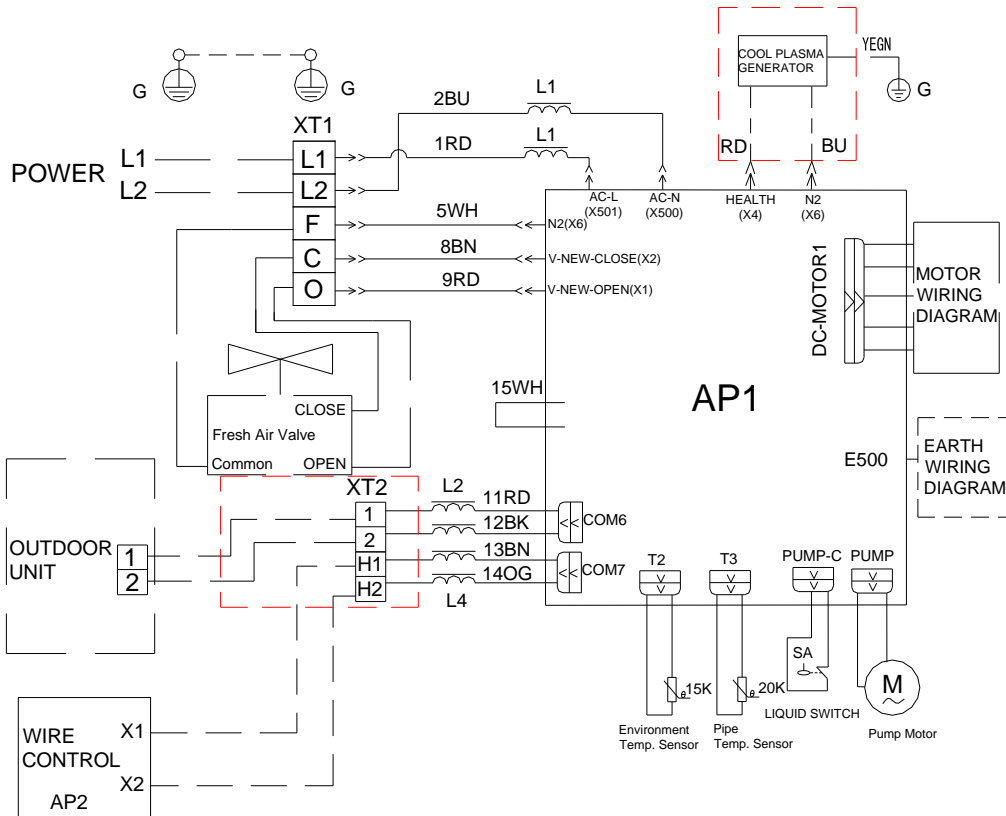 COOL PLASMA
GENERATOR
YEGN
G
G
G
2BU
L1
XT1
1RD
L1
RD
BU
POWER
L1
L2
L1
L2
F
C
O
AC-L
(X501)
AC-N
(X500)
HEALTH
(X4)
N2
(X6)
5WH
N2(X6)
8BN
V-NEW-CLOSE(X2)
9RD
V-NEW-OPEN(X1)
DC-MOTOR1
MOTOR
WIRING
DIAGRAM
15WH
AP1
CLOSE
Fresh Air Valve
Common
OPEN
E500
EARTH
WIRING
DIAGRAM
XT2
L2
11RD
12BK
COM6
13BN
COM7
14OG
L4
1
2
H1
H2
OUTDOOR
UNIT
1
2
T2
T3
PUMP-C
PUMP
SA
θ
15K
θ
20K
M
LIQUID SWITCH
Environment
Temp. Sensor
Pipe
Temp. Sensor
Pump Motor
WIRE
CONTROL
AP2
X1
X2